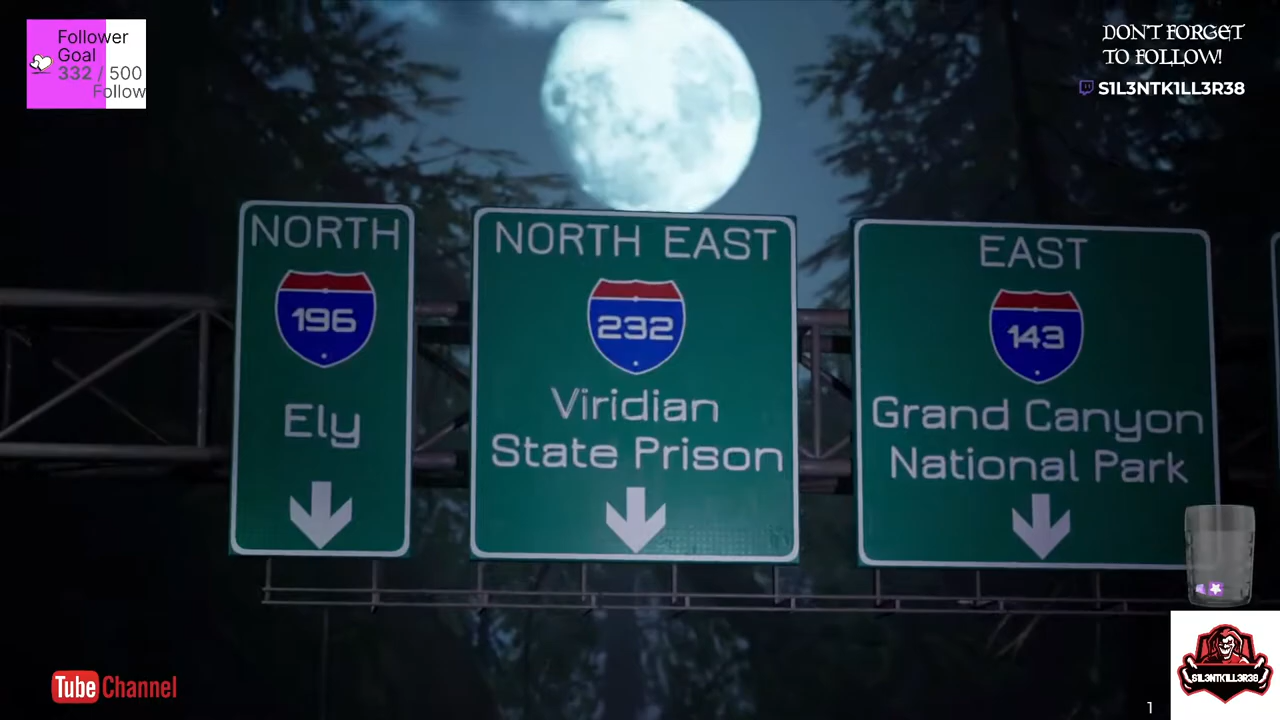 Follower
Goal
332 / 500
Follow
DON'T FORGET
TO FOLLOW!
S1L3NTK1LL3R38
NORTH
196
Ely
NORTH EAST
232
Viridian
State Prison
EAST
143
Grand Canyon
National Park
Tube Channel
S1L3NTK1LL3R38
1